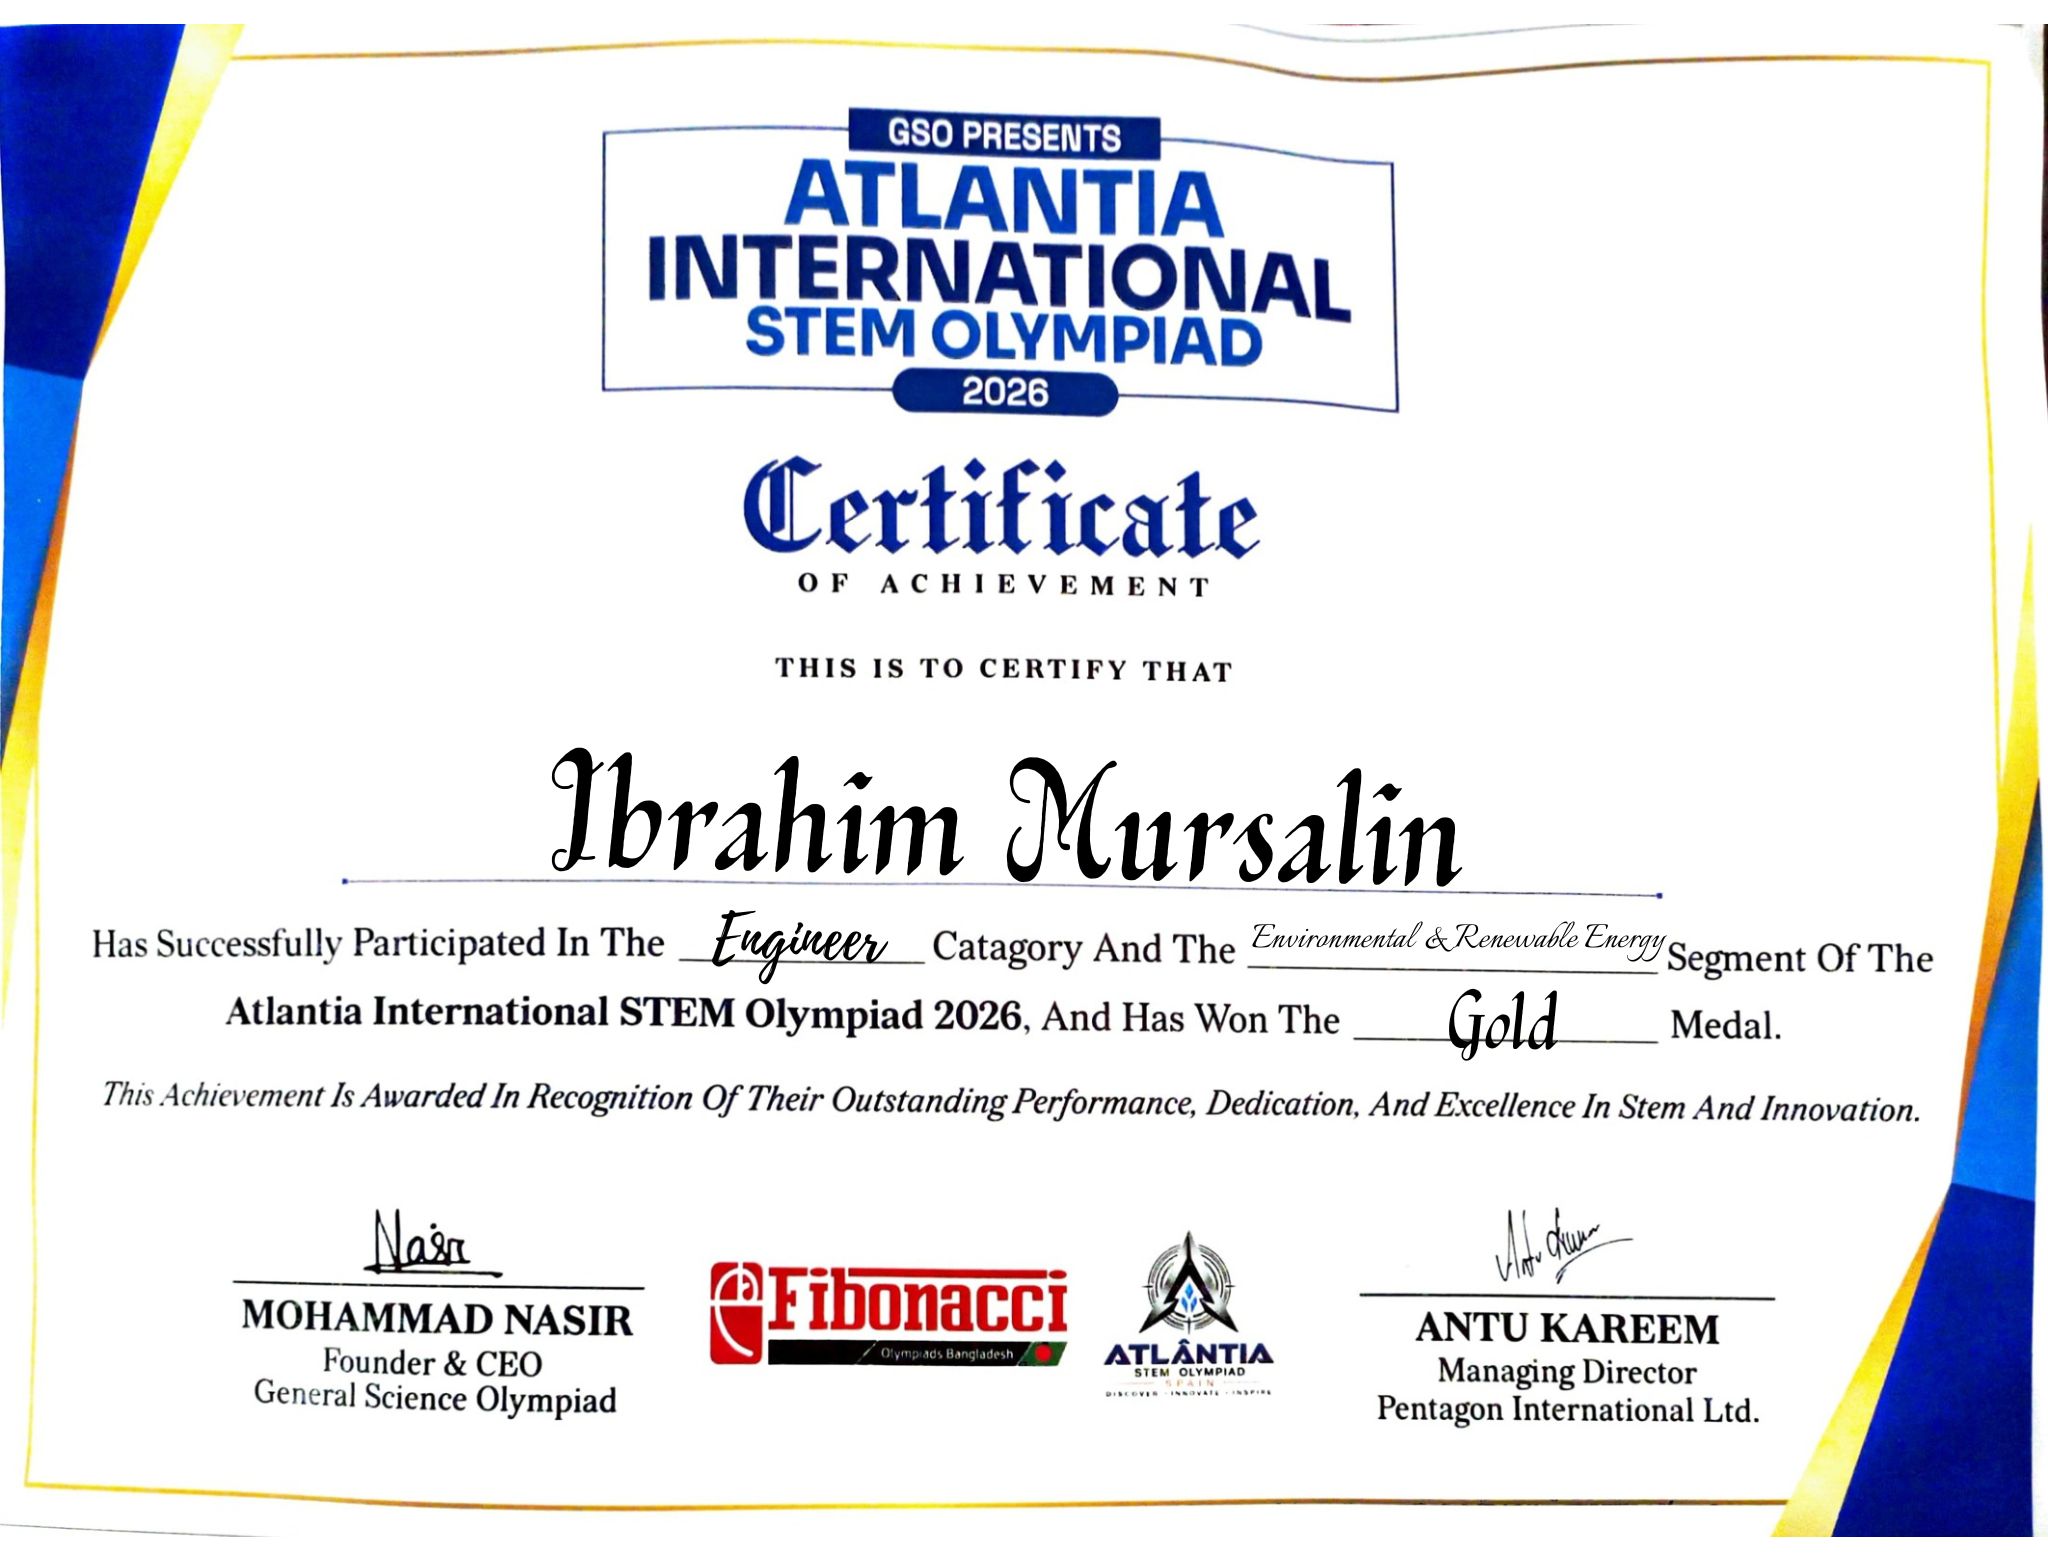 GSO PRESENTS
ATLANTIA
INTERNATIONAL
STEM OLYMPIAD
2026
Certificate
OF ACHIEVEMENT
THIS IS TO CERTIFY THAT
Ibrahim Mursalin
Has Successfully Participated In The Engineer Catagory And The Environmental & Renewable Energy Segment Of The
Atlantia International STEM Olympiad 2026, And Has Won The Gold Medal.
This Achievement Is Awarded In Recognition Of Their Outstanding Performance, Dedication, And Excellence In Stem And Innovation.
Nasir
MOHAMMAD NASIR
Founder & CEO
General Science Olympiad
Fibonacci
Olympiads Bangladesh
ATLÂNTIA
STEM OLYMPIAD
SPAIN
DISCOVER · INNOVATE · INSPIRE
Antu Kareem
ANTU KAREEM
Managing Director
Pentagon International Ltd.